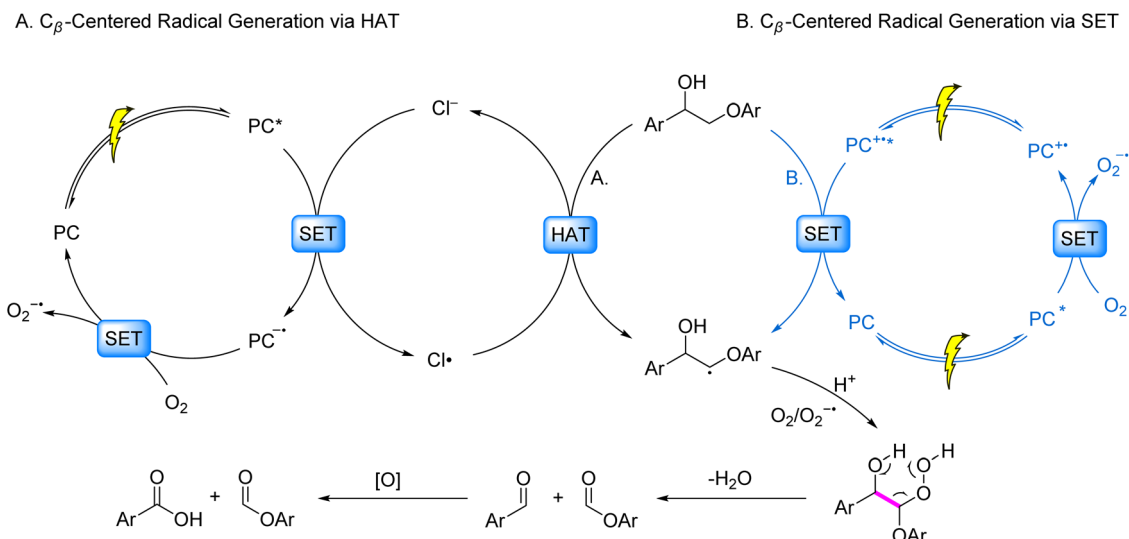 A. Cβ-Centered Radical Generation via HAT
B. Cβ-Centered Radical Generation via SET
PC*
Cl⁻
OH
Ar
OAr
PC⁺•*
PC⁺•
O₂⁻•
A.
B.
PC
SET
HAT
SET
SET
O₂⁻•
SET
PC⁻•
O₂
Cl•
OH
Ar
OAr
•
PC
PC*
O₂
H⁺
O₂/O₂⁻•
O
Ar
OH
+
O
OAr
[O]
O
Ar
+
O
OAr
-H₂O
O
H
O
H
O
Ar
OAr